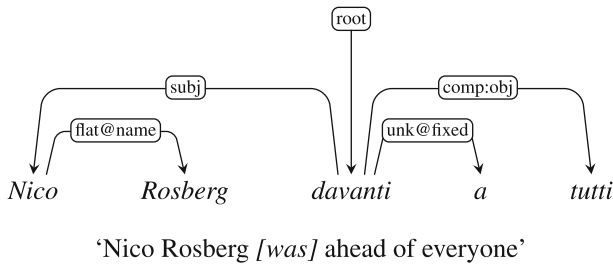 root
subj comp:obj
flat@name unk@fixed
Nico Rosberg davanti a tutti
‘Nico Rosberg [was] ahead of everyone’